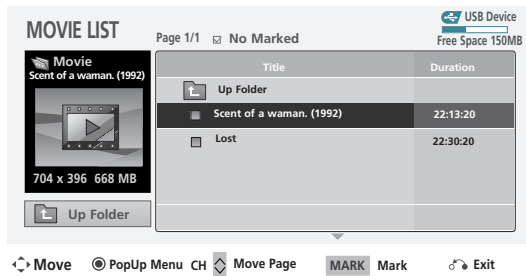 MOVIE LIST
Page 1/1 No Marked
USB Device
Free Space 150MB
Movie
Scent of a waman. (1992)
704 x 396 668 MB
Up Folder
Title Duration
Up Folder
Scent of a waman. (1992) 22:13:20
Lost 22:30:20
Move PopUp Menu CH Move Page MARK Mark Exit